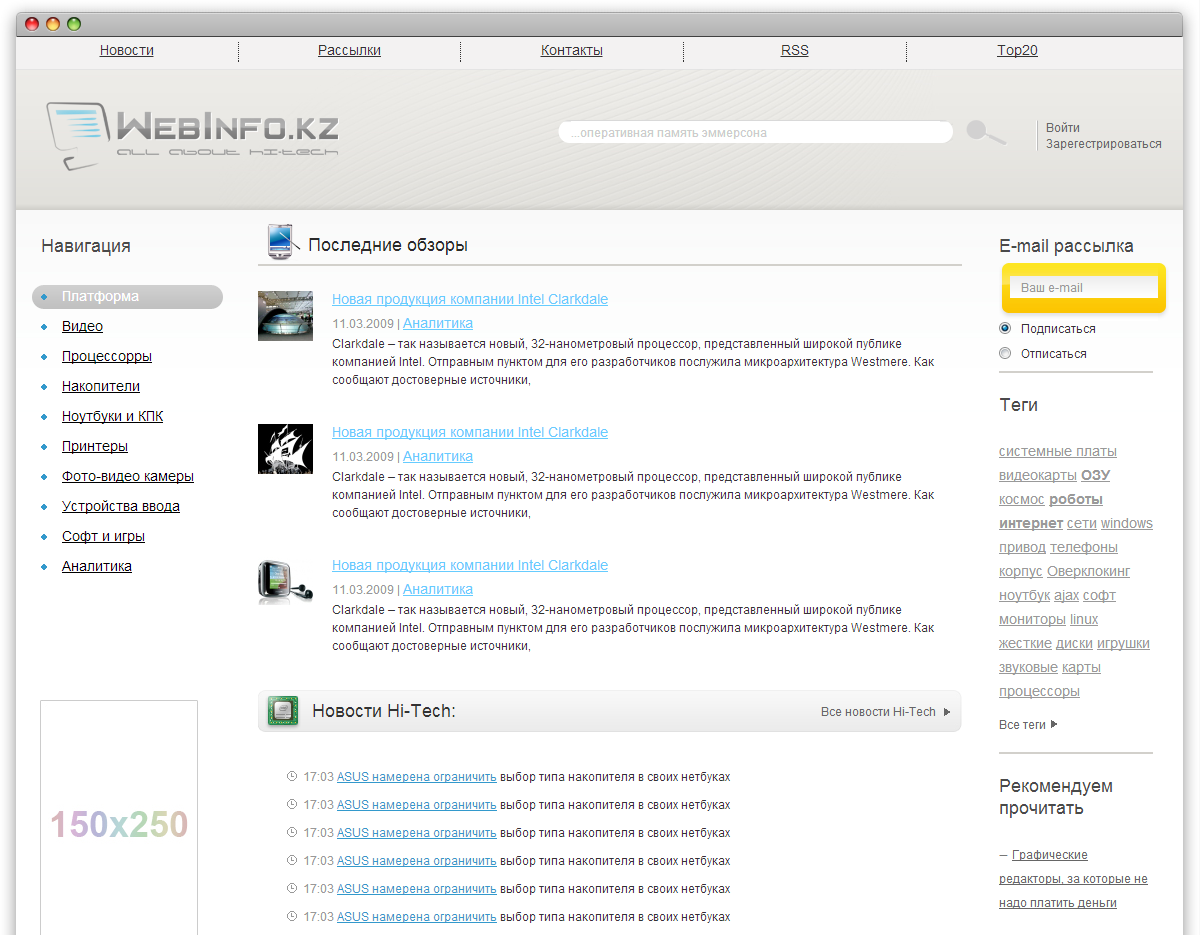 Новости
Рассылки
Контакты
RSS
Top20
WebInfo.kz
all about hi-tech
...оперативная память эммерсона
Войти
Зарегестрироваться
Навигация
Платформа
Видео
Процессорры
Накопители
Ноутбуки и КПК
Принтеры
Фото-видео камеры
Устройства ввода
Софт и игры
Аналитика
150x250
Последние обзоры
Новая продукция компании Intel Clarkdale
11.03.2009 | Аналитика
Clarkdale – так называется новый, 32-нанометровый процессор, представленный широкой публике
компанией Intel. Отправным пунктом для его разработчиков послужила микроархитектура Westmere. Как
сообщают достоверные источники,
Новая продукция компании Intel Clarkdale
11.03.2009 | Аналитика
Clarkdale – так называется новый, 32-нанометровый процессор, представленный широкой публике
компанией Intel. Отправным пунктом для его разработчиков послужила микроархитектура Westmere. Как
сообщают достоверные источники,
Новая продукция компании Intel Clarkdale
11.03.2009 | Аналитика
Clarkdale – так называется новый, 32-нанометровый процессор, представленный широкой публике
компанией Intel. Отправным пунктом для его разработчиков послужила микроархитектура Westmere. Как
сообщают достоверные источники,
Новости Hi-Tech:
Все новости Hi-Tech
17:03 ASUS намерена ограничить выбор типа накопителя в своих нетбуках
17:03 ASUS намерена ограничить выбор типа накопителя в своих нетбуках
17:03 ASUS намерена ограничить выбор типа накопителя в своих нетбуках
17:03 ASUS намерена ограничить выбор типа накопителя в своих нетбуках
17:03 ASUS намерена ограничить выбор типа накопителя в своих нетбуках
17:03 ASUS намерена ограничить выбор типа накопителя в своих нетбуках
E-mail рассылка
Ваш e-mail
Подписаться
Отписаться
Теги
системные платы
видеокарты ОЗУ
космос роботы
интернет сети windows
привод телефоны
корпус Оверклокинг
ноутбук ajax софт
мониторы linux
жесткие диски игрушки
звуковые карты
процессоры
Все теги
Рекомендуем
прочитать
– Графические
редакторы, за которые не
надо платить деньги